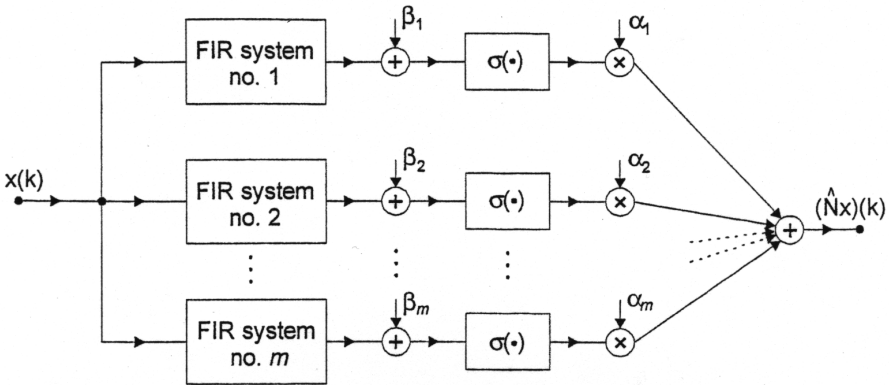 β₁ α₁
FIR system
no. 1
+ σ(•) ×
x(k)
β₂ α₂
FIR system
no. 2
+ σ(•) ×
+ (N̂x)(k)
βₘ αₘ
FIR system
no. m
+ σ(•) ×